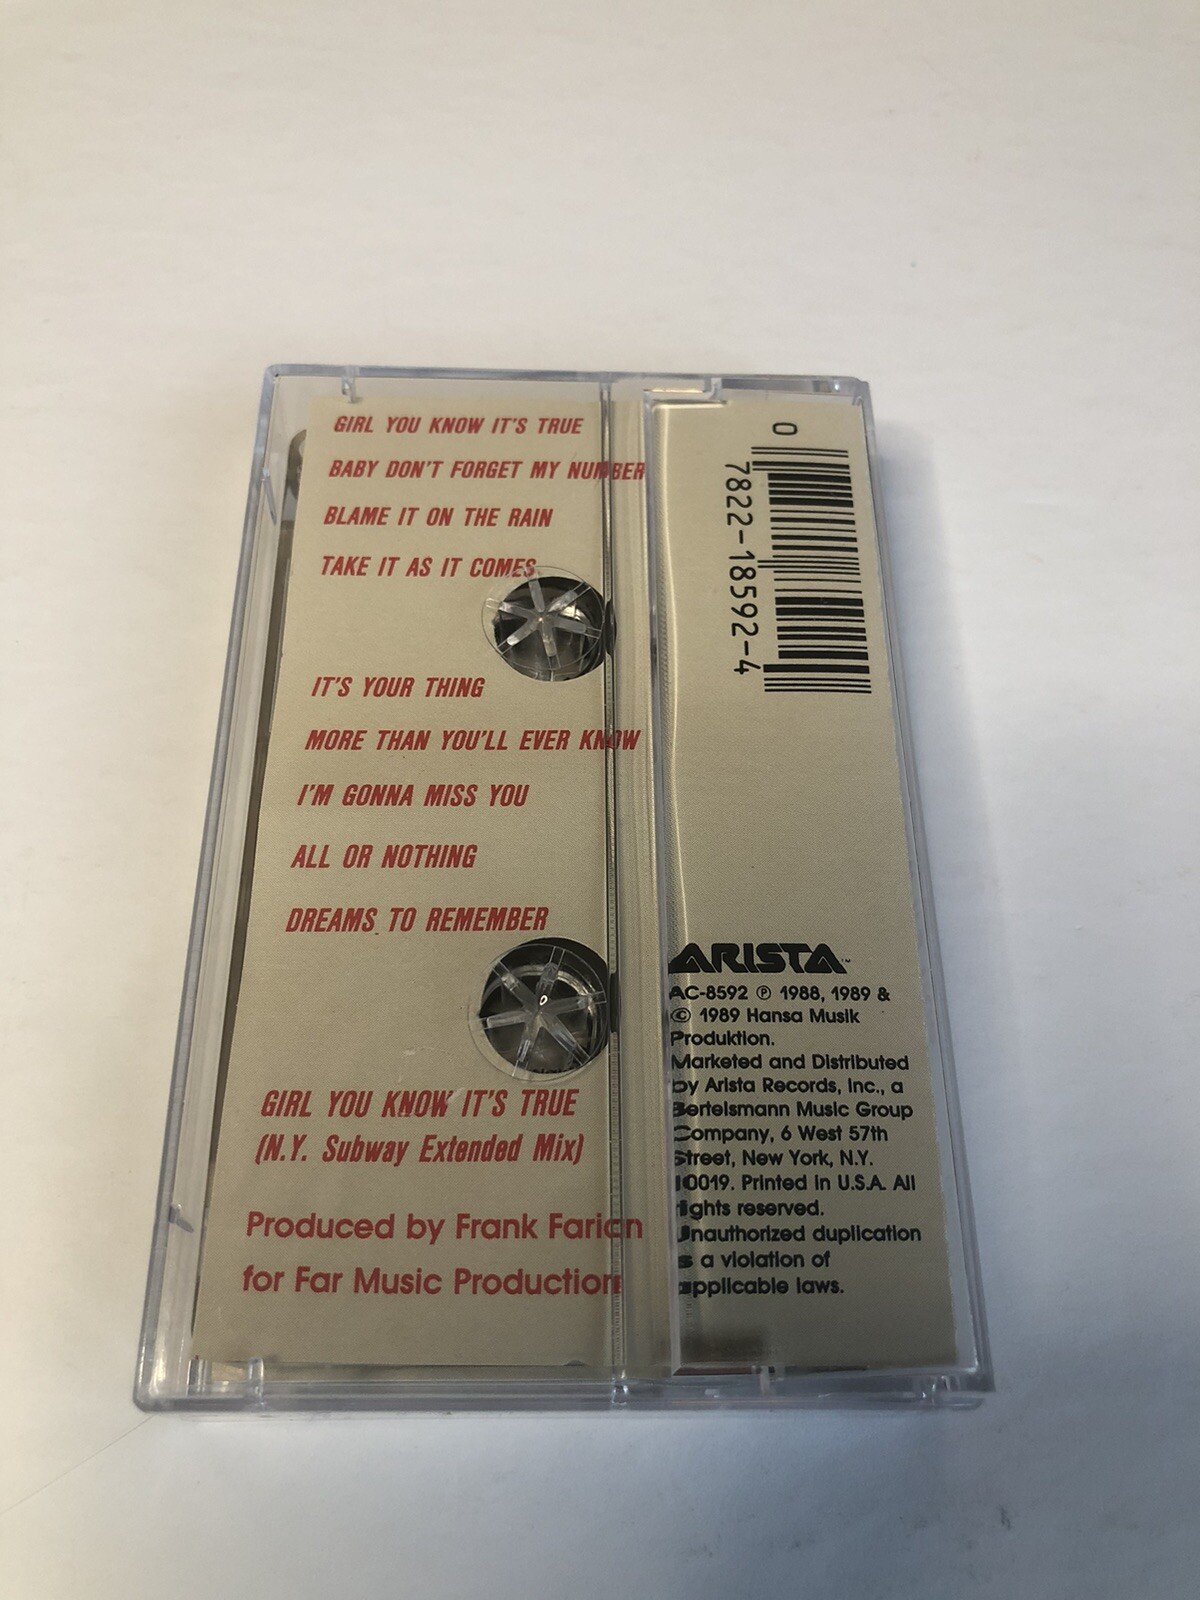 GIRL YOU KNOW IT'S TRUE
BABY DON'T FORGET MY NUMBER
BLAME IT ON THE RAIN
TAKE IT AS IT COMES
IT'S YOUR THING
MORE THAN YOU'LL EVER KNOW
I'M GONNA MISS YOU
ALL OR NOTHING
DREAMS TO REMEMBER
GIRL YOU KNOW IT'S TRUE
(N.Y. Subway Extended Mix)
Produced by Frank Farian
for Far Music Production
0
7822-18592-4
ARISTA™
AC-8592 ℗ 1988, 1989 &
© 1989 Hansa Musik
Produktion.
Marketed and Distributed
by Arista Records, Inc., a
Bertelsmann Music Group
Company, 6 West 57th
Street, New York, N.Y.
10019. Printed in U.S.A. All
rights reserved.
Unauthorized duplication
is a violation of
applicable laws.